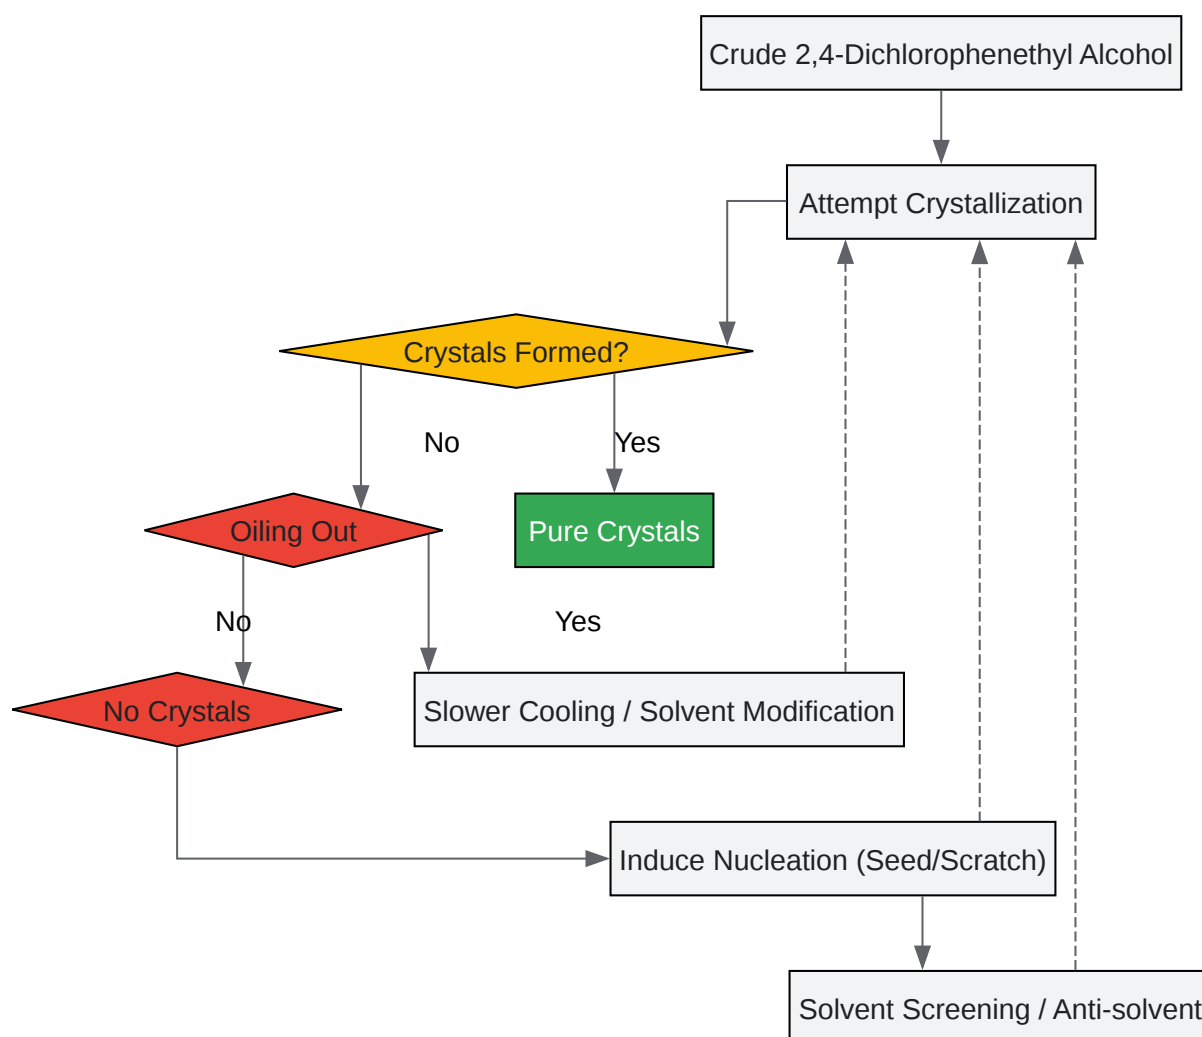 Crude 2,4-Dichlorophenethyl Alcohol
Attempt Crystallization
Crystals Formed?
No
Yes
Oiling Out
Pure Crystals
No
Yes
No Crystals
Slower Cooling / Solvent Modification
Induce Nucleation (Seed/Scratch)
Solvent Screening / Anti-solvent